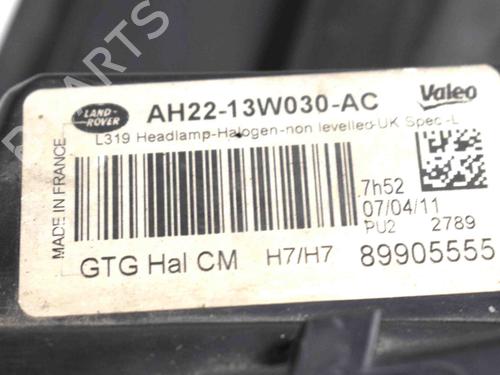 PARTS
LAND-
ROVER
AH22-13W030-AC
Valeo
L319 Headlamp-Halogen-non levelled-UK Spec-L
MADE IN FRANCE
7h52
07/04/11
PU2 2789
GTG Hal CM H7/H7 89905555